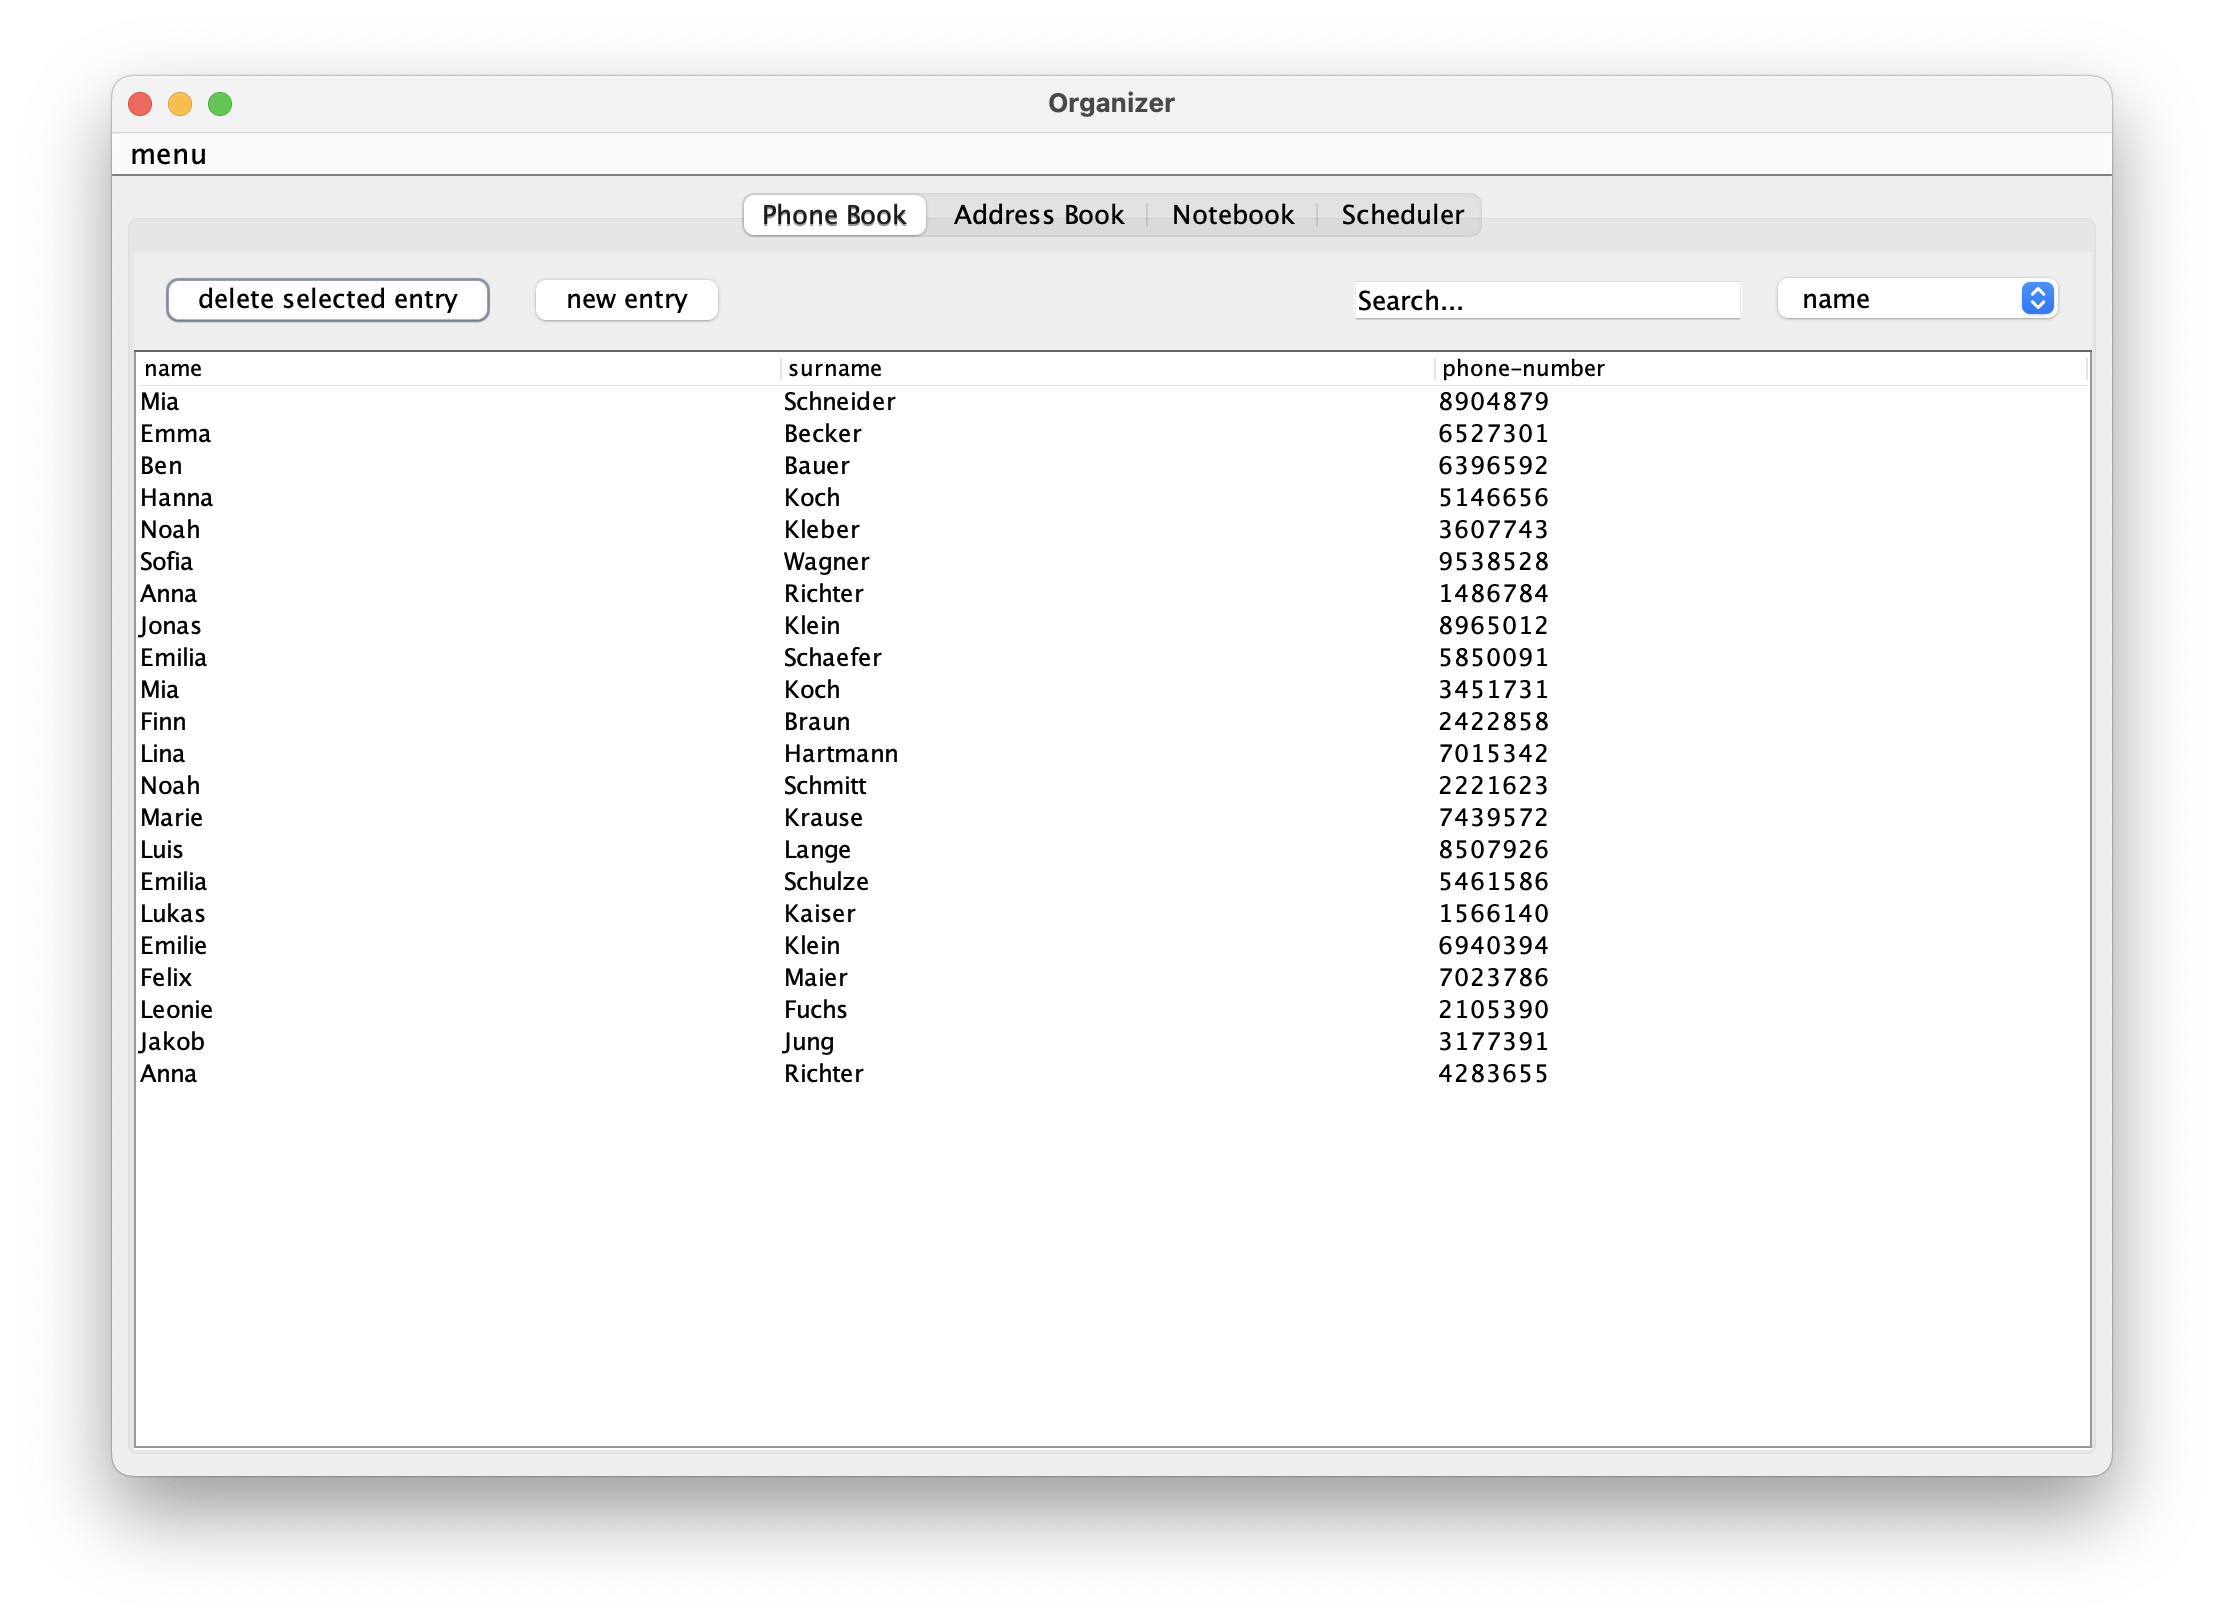 Organizer
menu
Phone Book Address Book Notebook Scheduler
delete selected entry new entry Search... name
name surname phone-number
Mia Schneider 8904879
Emma Becker 6527301
Ben Bauer 6396592
Hanna Koch 5146656
Noah Kleber 3607743
Sofia Wagner 9538528
Anna Richter 1486784
Jonas Klein 8965012
Emilia Schaefer 5850091
Mia Koch 3451731
Finn Braun 2422858
Lina Hartmann 7015342
Noah Schmitt 2221623
Marie Krause 7439572
Luis Lange 8507926
Emilia Schulze 5461586
Lukas Kaiser 1566140
Emilie Klein 6940394
Felix Maier 7023786
Leonie Fuchs 2105390
Jakob Jung 3177391
Anna Richter 4283655